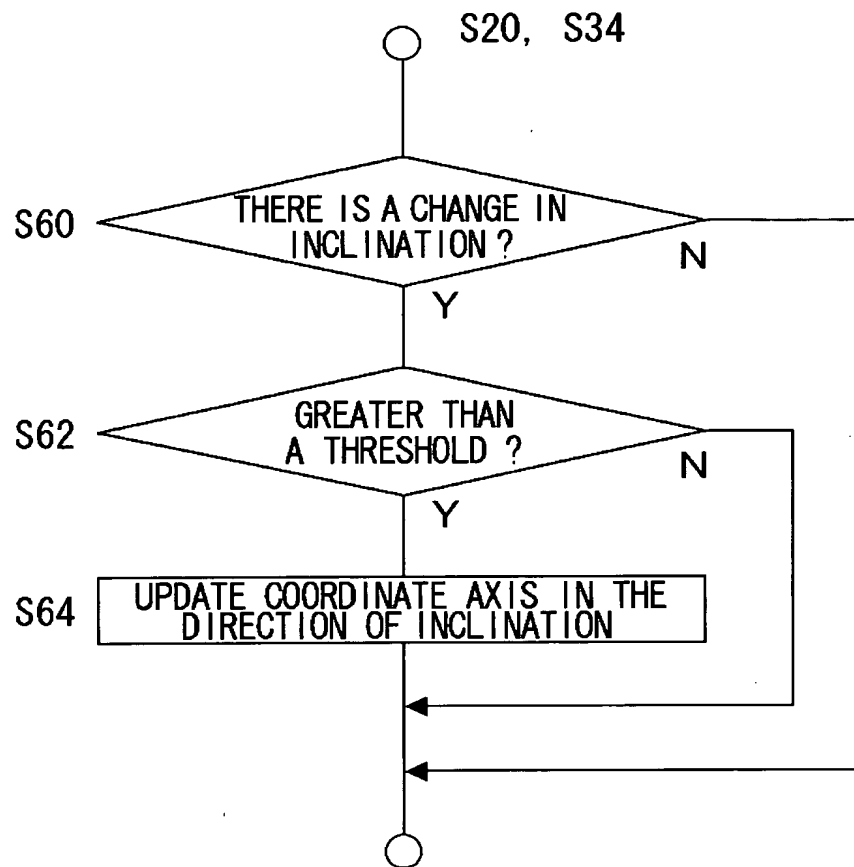 S20, S34
S60
THERE IS A CHANGE IN
INCLINATION ?
N
Y
S62
GREATER THAN
A THRESHOLD ?
N
Y
S64
UPDATE COORDINATE AXIS IN THE
DIRECTION OF INCLINATION